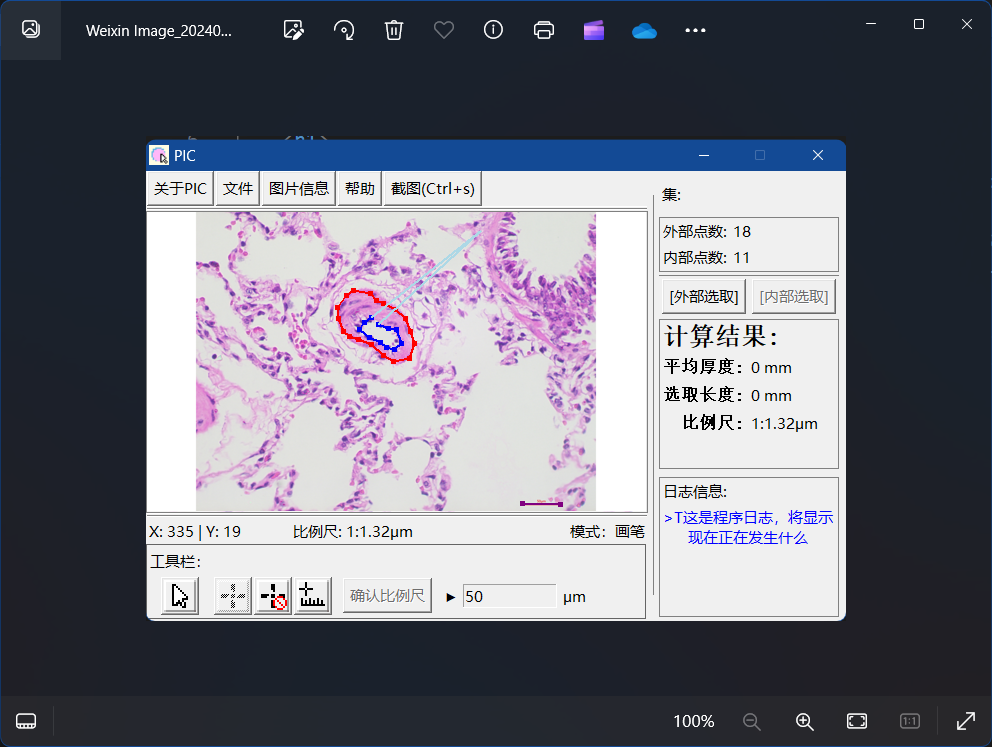 Weixin Image_20240...
PIC
关于PIC 文件 图片信息 帮助 截图(Ctrl+s)
集:
外部点数: 18
内部点数: 11
[外部选取] [内部选取]
计算结果:
平均厚度: 0 mm
选取长度: 0 mm
比例尺: 1:1.32μm
日志信息:
>T这是程序日志，将显示
现在正在发生什么
X: 335 | Y: 19 比例尺: 1:1.32μm 模式: 画笔
工具栏:
确认比例尺 ▶ 50 μm
100% 1:1